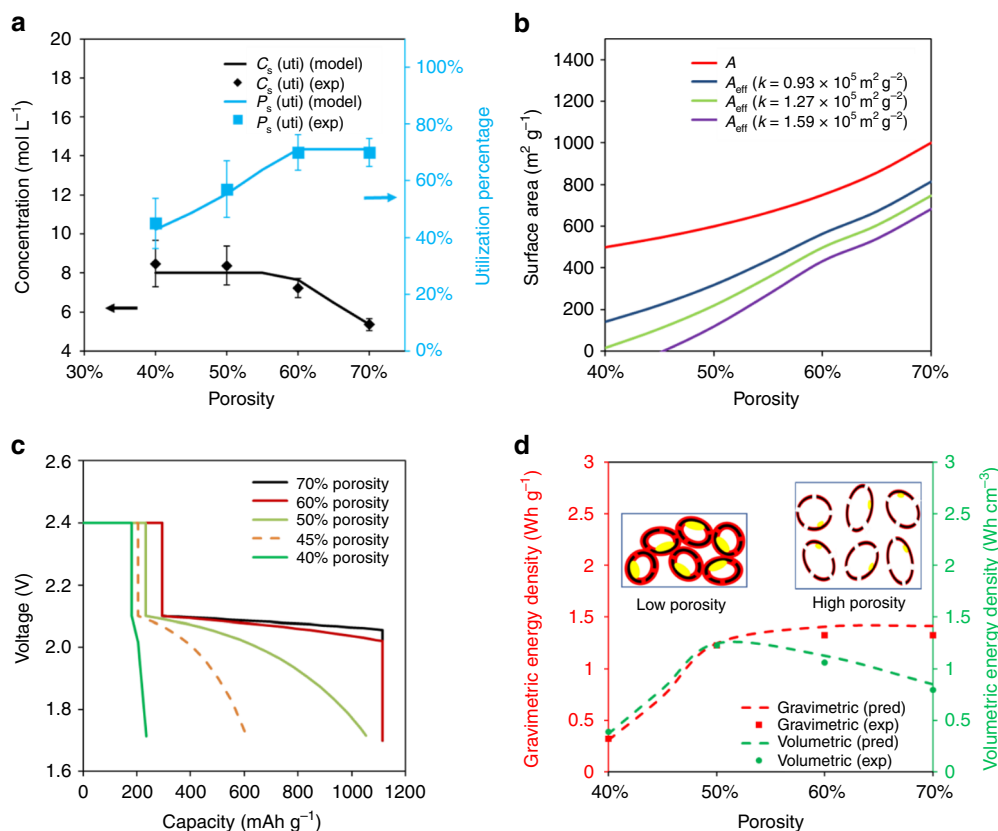 a
20
18
16
14
12
10
8
6
4
Concentration (mol L−1)
Cs (uti) (model)
Cs (uti) (exp)
Ps (uti) (model)
Ps (uti) (exp)
100%
80%
60%
40%
20%
0%
Utilization percentage
30% 40% 50% 60% 70%
Porosity
b
1400
1200
1000
800
600
400
200
0
Surface area (m2 g−1)
A
Aeff (k = 0.93 × 105 m2 g−2)
Aeff (k = 1.27 × 105 m2 g−2)
Aeff (k = 1.59 × 105 m2 g−2)
40% 50% 60% 70%
Porosity
c
2.6
2.4
2.2
2.0
1.8
1.6
Voltage (V)
70% porosity
60% porosity
50% porosity
45% porosity
40% porosity
0 200 400 600 800 1000 1200
Capacity (mAh g−1)
d
3
2.5
2
1.5
1
0.5
0
Gravimetric energy density (Wh g−1)
Low porosity
High porosity
Gravimetric (pred)
Gravimetric (exp)
Volumetric (pred)
Volumetric (exp)
3
2.5
2
1.5
1
0.5
0
Volumetric energy density (Wh cm−3)
40% 50% 60% 70%
Porosity